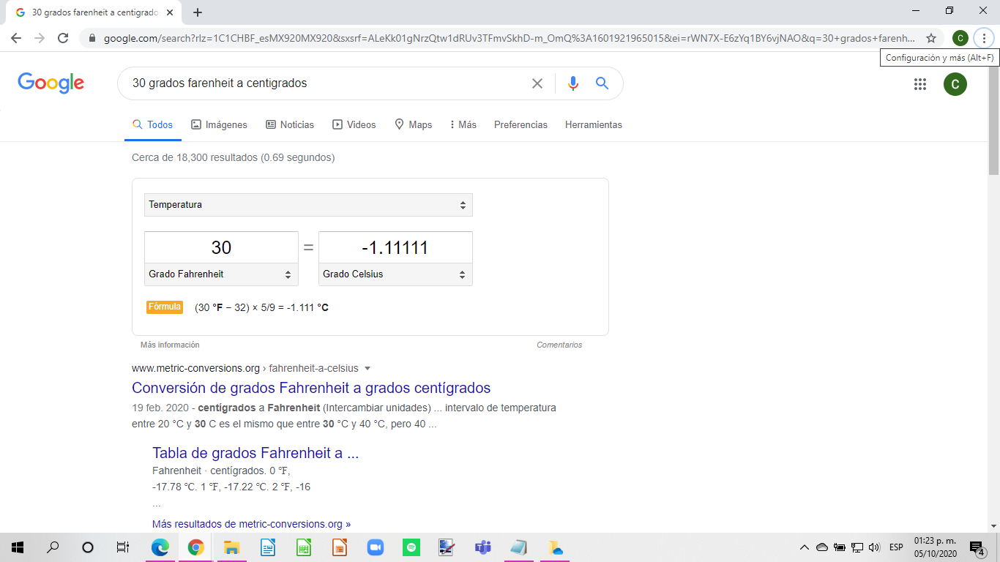 30 grados farenheit a centigrado
google.com/search?rlz=1C1CHBF_esMX920MX920&sxsrf=ALeKk01gNrzQtw1dRUv3TFmvSkhD-m_OmQ%3A1601921965015&ei=rWN7X-E6zYq1BY6vjNAO&q=30+grados+farenh...
C
Configuración y más (Alt+F)
Google
30 grados farenheit a centigrados
C
Todos Imágenes Noticias Videos Maps Más Preferencias Herramientas
Cerca de 18,300 resultados (0.69 segundos)
Temperatura
30 = -1.11111
Grado Fahrenheit Grado Celsius
Fórmula (30 °F − 32) × 5/9 = -1.111 °C
Más información Comentarios
www.metric-conversions.org › fahrenheit-a-celsius
Conversión de grados Fahrenheit a grados centígrados
19 feb. 2020 - centígrados a Fahrenheit (Intercambiar unidades) ... intervalo de temperatura
entre 20 °C y 30 C es el mismo que entre 30 °C y 40 °C, pero 40 ...
Tabla de grados Fahrenheit a ...
Fahrenheit · centígrados. 0 °F,
-17.78 °C. 1 °F, -17.22 °C. 2 °F, -16
...
Más resultados de metric-conversions.org »
ESP
01:23 p. m.
05/10/2020
4